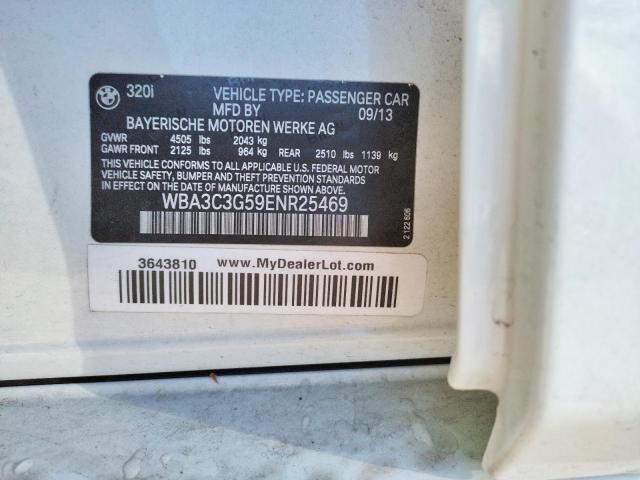 320i VEHICLE TYPE: PASSENGER CAR
MFD BY 09/13
BAYERISCHE MOTOREN WERKE AG
GVWR 4505 lbs 2043 kg
GAWR FRONT 2125 lbs 964 kg REAR 2510 lbs 1139 kg
THIS VEHICLE CONFORMS TO ALL APPLICABLE U.S. FEDERAL MOTOR
VEHICLE SAFETY, BUMPER AND THEFT PREVENTION STANDARDS
IN EFFECT ON THE DATE OF MANUFACTURE SHOWN ABOVE.
WBA3C3G59ENR25469
2 122 606
3643810 www.MyDealerLot.com